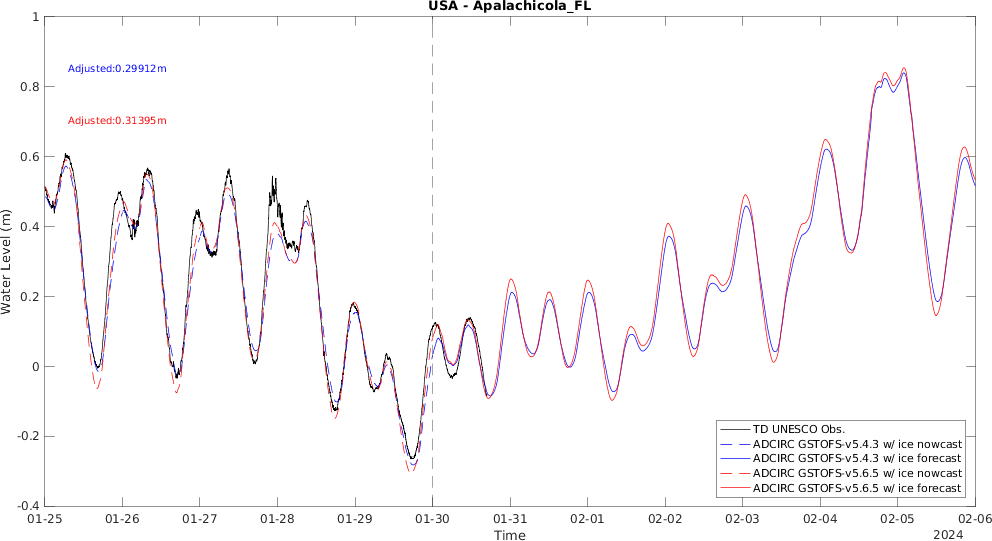 USA - Apalachicola_FL
Adjusted:0.29912m
Adjusted:0.31395m
Water Level (m)
1
0.8
0.6
0.4
0.2
0
-0.2
-0.4
TD UNESCO Obs.
ADCIRC GSTOFS-v5.4.3 w/ ice nowcast
ADCIRC GSTOFS-v5.4.3 w/ ice forecast
ADCIRC GSTOFS-v5.6.5 w/ ice nowcast
ADCIRC GSTOFS-v5.6.5 w/ ice forecast
01-25 01-26 01-27 01-28 01-29 01-30 01-31 02-01 02-02 02-03 02-04 02-05 02-06
Time
2024